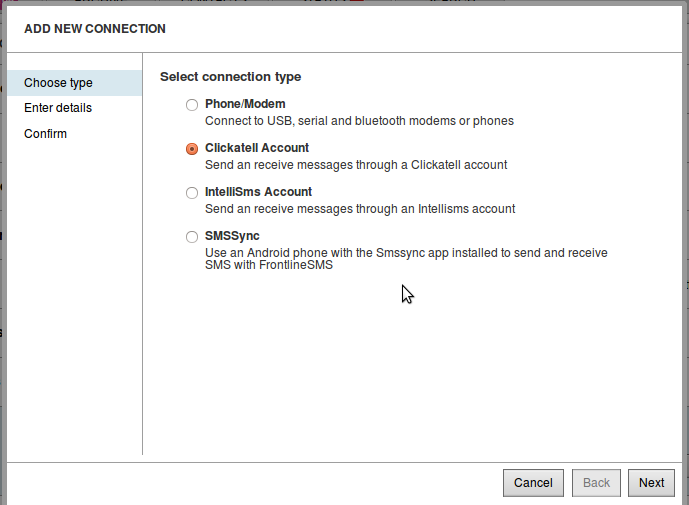 ADD NEW CONNECTION
Choose type
Enter details
Confirm
Select connection type
Phone/Modem
Connect to USB, serial and bluetooth modems or phones
Clickatell Account
Send an receive messages through a Clickatell account
IntelliSms Account
Send an receive messages through an Intellisms account
SMSSync
Use an Android phone with the Smssync app installed to send and receive
SMS with FrontlineSMS
Cancel
Back
Next